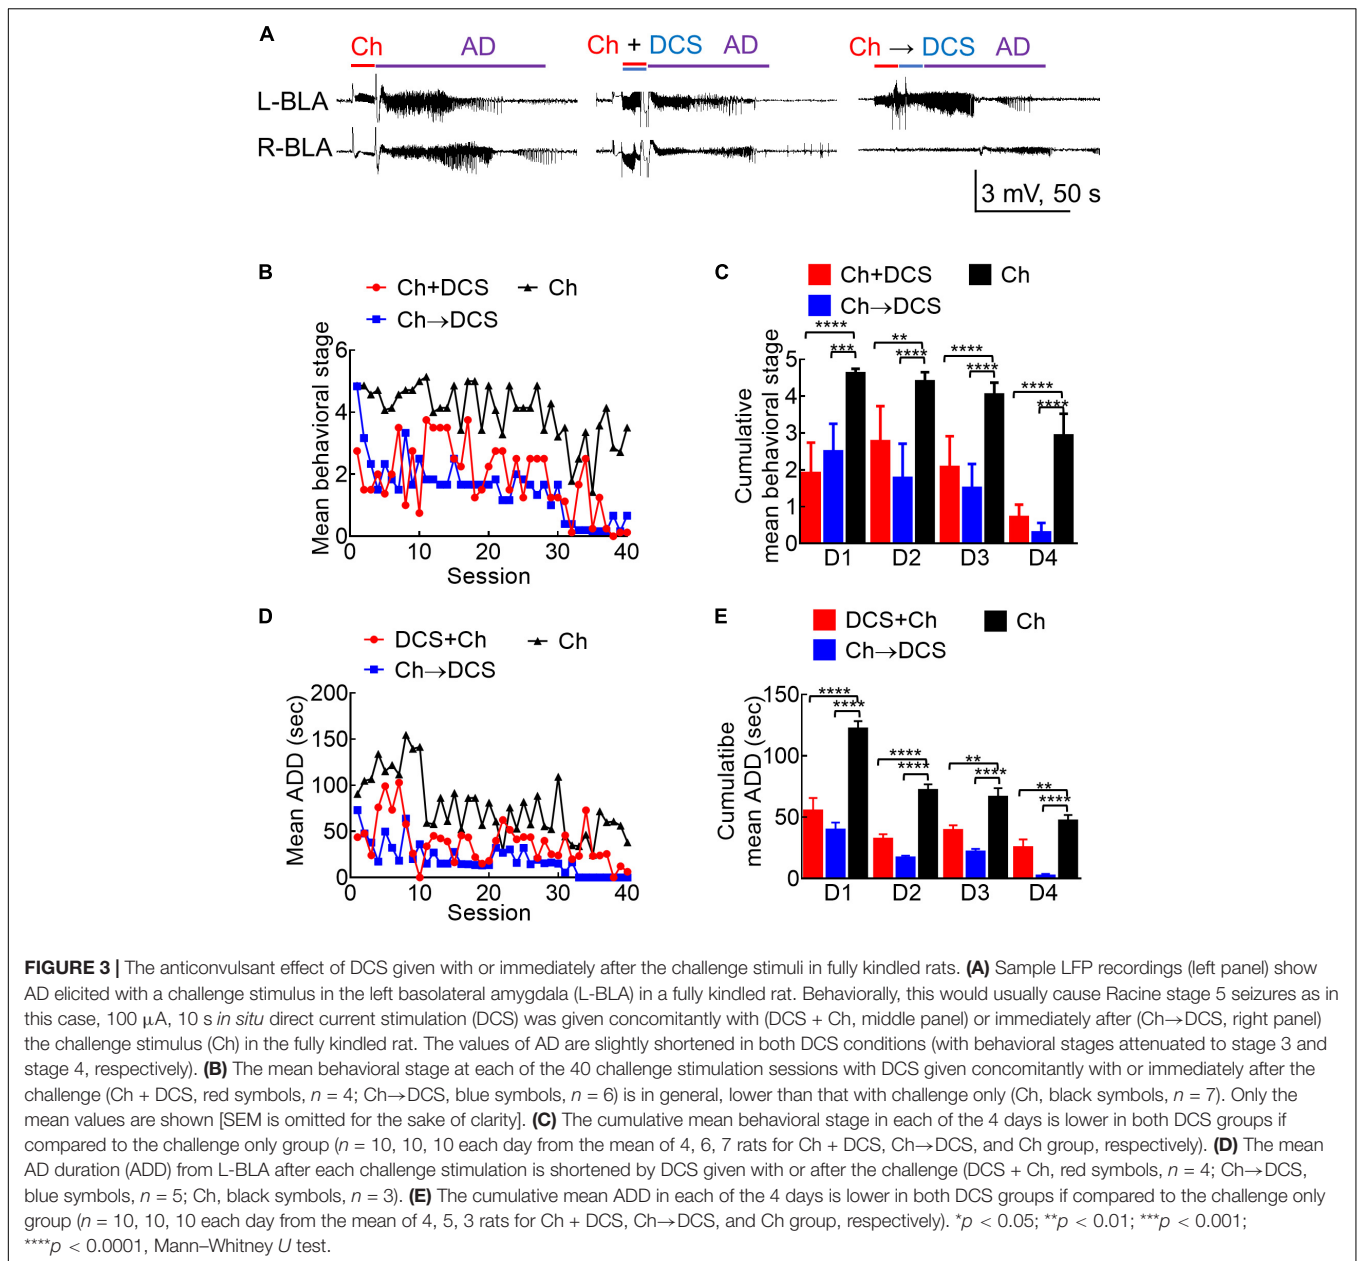 A
Ch AD
Ch + DCS AD
Ch → DCS AD
L-BLA
R-BLA
3 mV, 50 s
B
Ch+DCS Ch
Ch→DCS
Mean behavioral stage
6
4
2
0
0 10 20 30 40
Session
C
Ch+DCS Ch
Ch→DCS
Cumulative
mean behavioral stage
5
4
3
2
1
0
**** ** **** ****
*** **** **** ****
D1 D2 D3 D4
D
DCS+Ch Ch
Ch→DCS
Mean ADD (sec)
200
150
100
50
0
0 10 20 30 40
Session
E
DCS+Ch Ch
Ch→DCS
Cumulatibe
mean ADD (sec)
150
100
50
0
**** **** ** **
**** **** **** ****
D1 D2 D3 D4
FIGURE 3 | The anticonvulsant effect of DCS given with or immediately after the challenge stimuli in fully kindled rats. (A) Sample LFP recordings (left panel) show
AD elicited with a challenge stimulus in the left basolateral amygdala (L-BLA) in a fully kindled rat. Behaviorally, this would usually cause Racine stage 5 seizures as in
this case, 100 μA, 10 s in situ direct current stimulation (DCS) was given concomitantly with (DCS + Ch, middle panel) or immediately after (Ch→DCS, right panel)
the challenge stimulus (Ch) in the fully kindled rat. The values of AD are slightly shortened in both DCS conditions (with behavioral stages attenuated to stage 3 and
stage 4, respectively). (B) The mean behavioral stage at each of the 40 challenge stimulation sessions with DCS given concomitantly with or immediately after the
challenge (Ch + DCS, red symbols, n = 4; Ch→DCS, blue symbols, n = 6) is in general, lower than that with challenge only (Ch, black symbols, n = 7). Only the
mean values are shown [SEM is omitted for the sake of clarity]. (C) The cumulative mean behavioral stage in each of the 4 days is lower in both DCS groups if
compared to the challenge only group (n = 10, 10, 10 each day from the mean of 4, 6, 7 rats for Ch + DCS, Ch→DCS, and Ch group, respectively). (D) The mean
AD duration (ADD) from L-BLA after each challenge stimulation is shortened by DCS given with or after the challenge (DCS + Ch, red symbols, n = 4; Ch→DCS,
blue symbols, n = 5; Ch, black symbols, n = 3). (E) The cumulative mean ADD in each of the 4 days is lower in both DCS groups if compared to the challenge only
group (n = 10, 10, 10 each day from the mean of 4, 5, 3 rats for Ch + DCS, Ch→DCS, and Ch group, respectively). *p < 0.05; **p < 0.01; ***p < 0.001;
****p < 0.0001, Mann–Whitney U test.